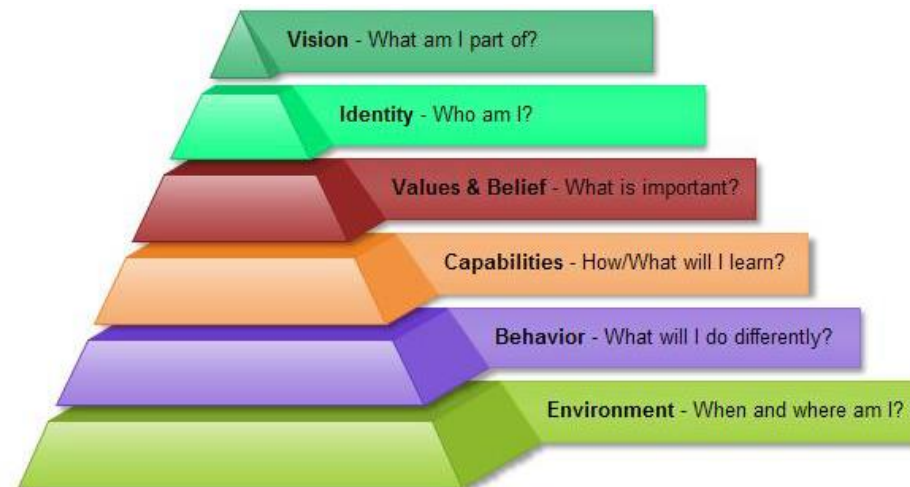 Vision - What am I part of?
Identity - Who am I?
Values & Belief - What is important?
Capabilities - How/What will I learn?
Behavior - What will I do differently?
Environment - When and where am I?